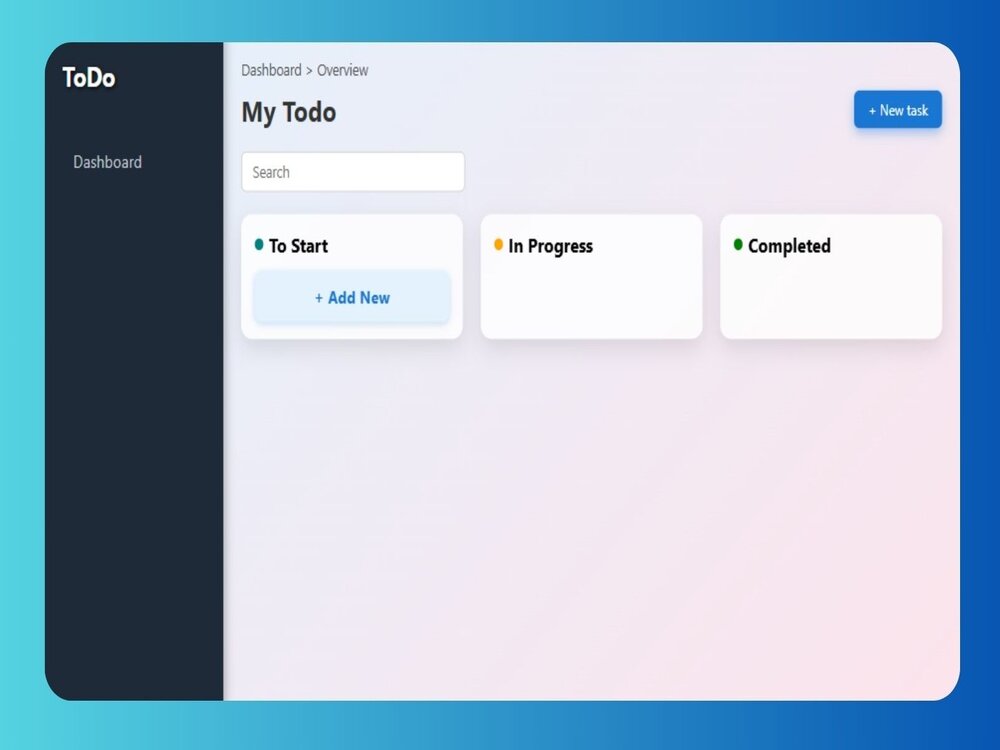 ToDo
Dashboard
Dashboard > Overview
My Todo
+ New task
Search
To Start
+ Add New
In Progress
Completed